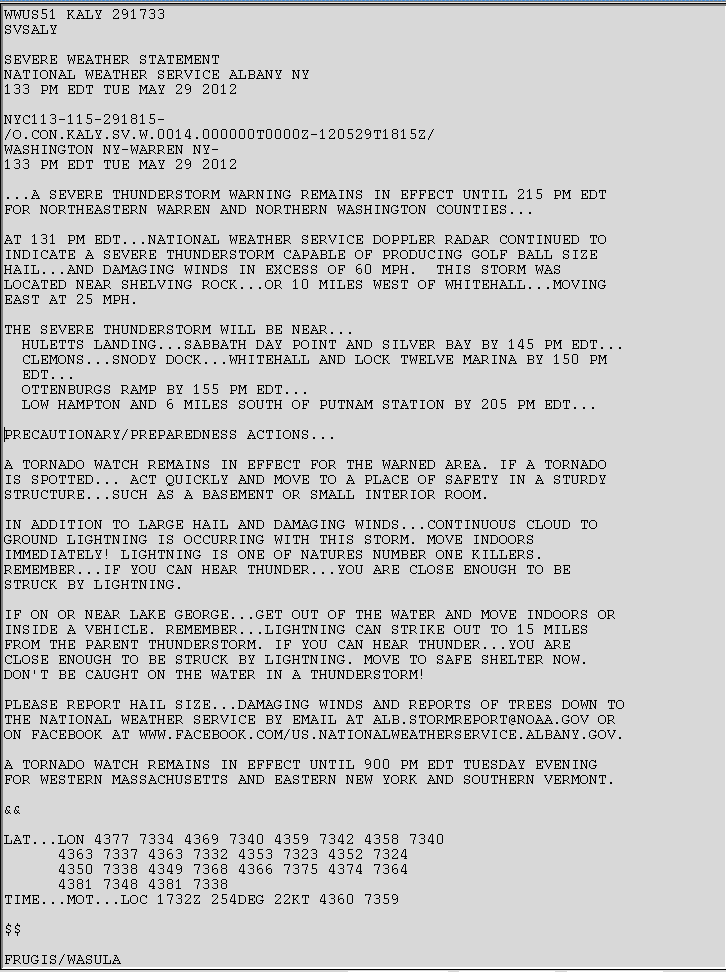 WWUS51 KALY 291733
SVSALY
SEVERE WEATHER STATEMENT
NATIONAL WEATHER SERVICE ALBANY NY
133 PM EDT TUE MAY 29 2012
NYC113-115-291815-
/O.CON.KALY.SV.W.0014.000000T0000Z-120529T1815Z/
WASHINGTON NY-WARREN NY-
133 PM EDT TUE MAY 29 2012
...A SEVERE THUNDERSTORM WARNING REMAINS IN EFFECT UNTIL 215 PM EDT
FOR NORTHEASTERN WARREN AND NORTHERN WASHINGTON COUNTIES...
AT 131 PM EDT...NATIONAL WEATHER SERVICE DOPPLER RADAR CONTINUED TO
INDICATE A SEVERE THUNDERSTORM CAPABLE OF PRODUCING GOLF BALL SIZE
HAIL...AND DAMAGING WINDS IN EXCESS OF 60 MPH.  THIS STORM WAS
LOCATED NEAR SHELVING ROCK...OR 10 MILES WEST OF WHITEHALL...MOVING
EAST AT 25 MPH.
THE SEVERE THUNDERSTORM WILL BE NEAR...
HULETTS LANDING...SABBATH DAY POINT AND SILVER BAY BY 145 PM EDT...
CLEMONS...SNODY DOCK...WHITEHALL AND LOCK TWELVE MARINA BY 150 PM
EDT...
OTTENBURGS RAMP BY 155 PM EDT...
LOW HAMPTON AND 6 MILES SOUTH OF PUTNAM STATION BY 205 PM EDT...
PRECAUTIONARY/PREPAREDNESS ACTIONS...
A TORNADO WATCH REMAINS IN EFFECT FOR THE WARNED AREA. IF A TORNADO
IS SPOTTED... ACT QUICKLY AND MOVE TO A PLACE OF SAFETY IN A STURDY
STRUCTURE...SUCH AS A BASEMENT OR SMALL INTERIOR ROOM.
IN ADDITION TO LARGE HAIL AND DAMAGING WINDS...CONTINUOUS CLOUD TO
GROUND LIGHTNING IS OCCURRING WITH THIS STORM. MOVE INDOORS
IMMEDIATELY! LIGHTNING IS ONE OF NATURES NUMBER ONE KILLERS.
REMEMBER...IF YOU CAN HEAR THUNDER...YOU ARE CLOSE ENOUGH TO BE
STRUCK BY LIGHTNING.
IF ON OR NEAR LAKE GEORGE...GET OUT OF THE WATER AND MOVE INDOORS OR
INSIDE A VEHICLE. REMEMBER...LIGHTNING CAN STRIKE OUT TO 15 MILES
FROM THE PARENT THUNDERSTORM. IF YOU CAN HEAR THUNDER...YOU ARE
CLOSE ENOUGH TO BE STRUCK BY LIGHTNING. MOVE TO SAFE SHELTER NOW.
DON'T BE CAUGHT ON THE WATER IN A THUNDERSTORM!
PLEASE REPORT HAIL SIZE...DAMAGING WINDS AND REPORTS OF TREES DOWN TO
THE NATIONAL WEATHER SERVICE BY EMAIL AT ALB.STORMREPORT@NOAA.GOV OR
ON FACEBOOK AT WWW.FACEBOOK.COM/US.NATIONALWEATHERSERVICE.ALBANY.GOV.
A TORNADO WATCH REMAINS IN EFFECT UNTIL 900 PM EDT TUESDAY EVENING
FOR WESTERN MASSACHUSETTS AND EASTERN NEW YORK AND SOUTHERN VERMONT.
&&
LAT...LON 4377 7334 4369 7340 4359 7342 4358 7340
4363 7337 4363 7332 4353 7323 4352 7324
4350 7338 4349 7368 4366 7375 4374 7364
4381 7348 4381 7338
TIME...MOT...LOC 1732Z 254DEG 22KT 4360 7359
$$
FRUGIS/WASULA